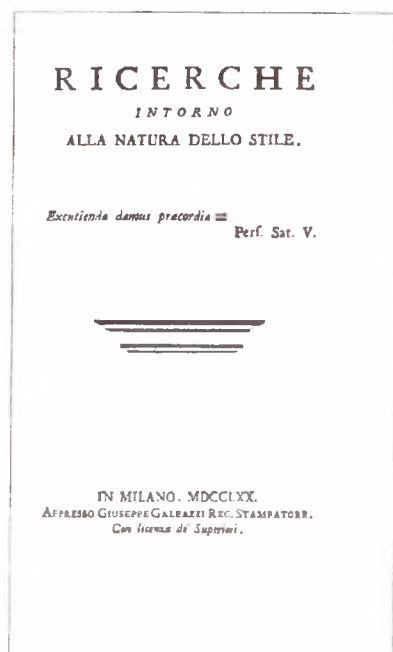 RICERCHE
INTORNO
ALLA NATURA DELLO STILE.
Excutienda damus præcordia =
Perſ. Sat. V.
IN MILANO. MDCCLXX.
APPRESSO GIUSEPPE GALEAZZI REG. STAMPATORE.
Con licenza de' Superiori.